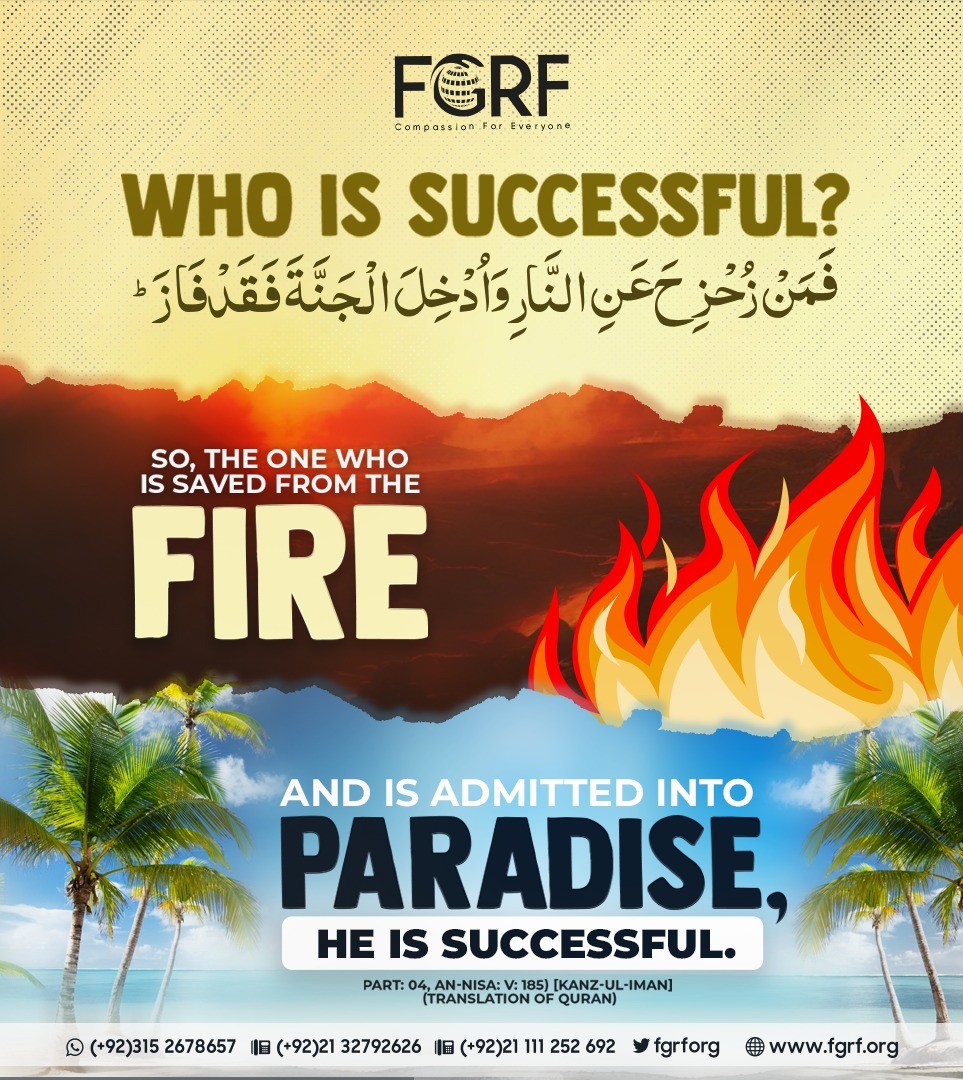 FGRF
Compassion For Everyone
WHO IS SUCCESSFUL?
فَمَنْ زُحْزِحَ عَنِ النَّارِ وَاُدْخِلَ الْجَنَّةَ فَقَدْ فَازَ ؕ
SO, THE ONE WHO
IS SAVED FROM THE
FIRE
AND IS ADMITTED INTO
PARADISE,
HE IS SUCCESSFUL.
PART: 04, AN-NISA: V: 185) [KANZ-UL-IMAN]
(TRANSLATION OF QURAN)
(+92)315 2678657 (+92)21 32792626 (+92)21 111 252 692 fgrforg www.fgrf.org